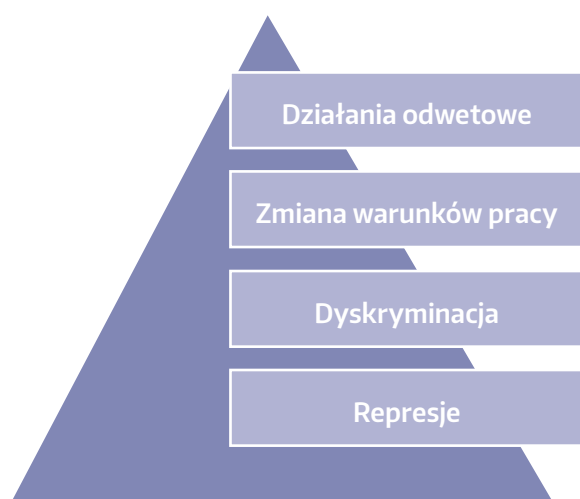 Działania odwetowe
Zmiana warunków pracy
Dyskryminacja
Represje